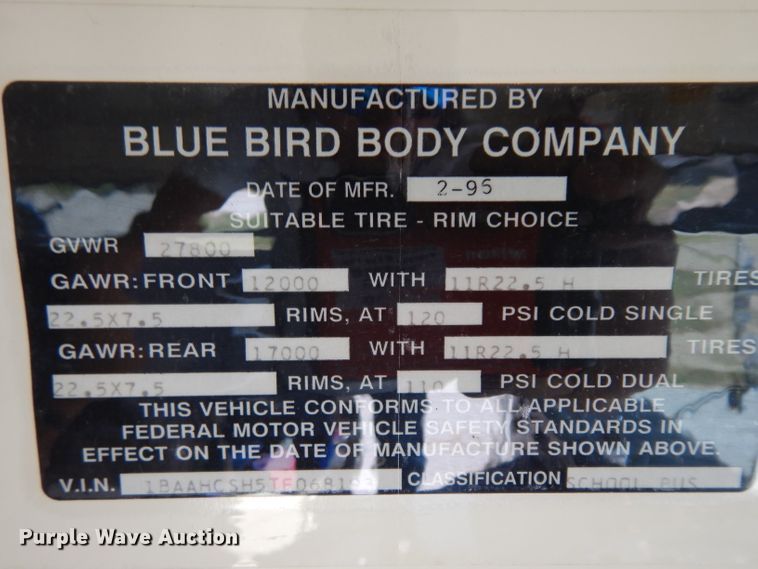 MANUFACTURED BY
BLUE BIRD BODY COMPANY
DATE OF MFR. 2-95
SUITABLE TIRE - RIM CHOICE
GVWR 27800
GAWR: FRONT 12000 WITH 11R22.5 H TIRES
22.5X7.5 RIMS, AT 120 PSI COLD SINGLE
GAWR: REAR 17000 WITH 11R22.5 H TIRES
22.5X7.5 RIMS, AT 110 PSI COLD DUAL
THIS VEHICLE CONFORMS TO ALL APPLICABLE
FEDERAL MOTOR VEHICLE SAFETY STANDARDS IN
EFFECT ON THE DATE OF MANUFACTURE SHOWN ABOVE.
V.I.N. CLASSIFICATION SCHOOL BUS
Purple Wave Auction